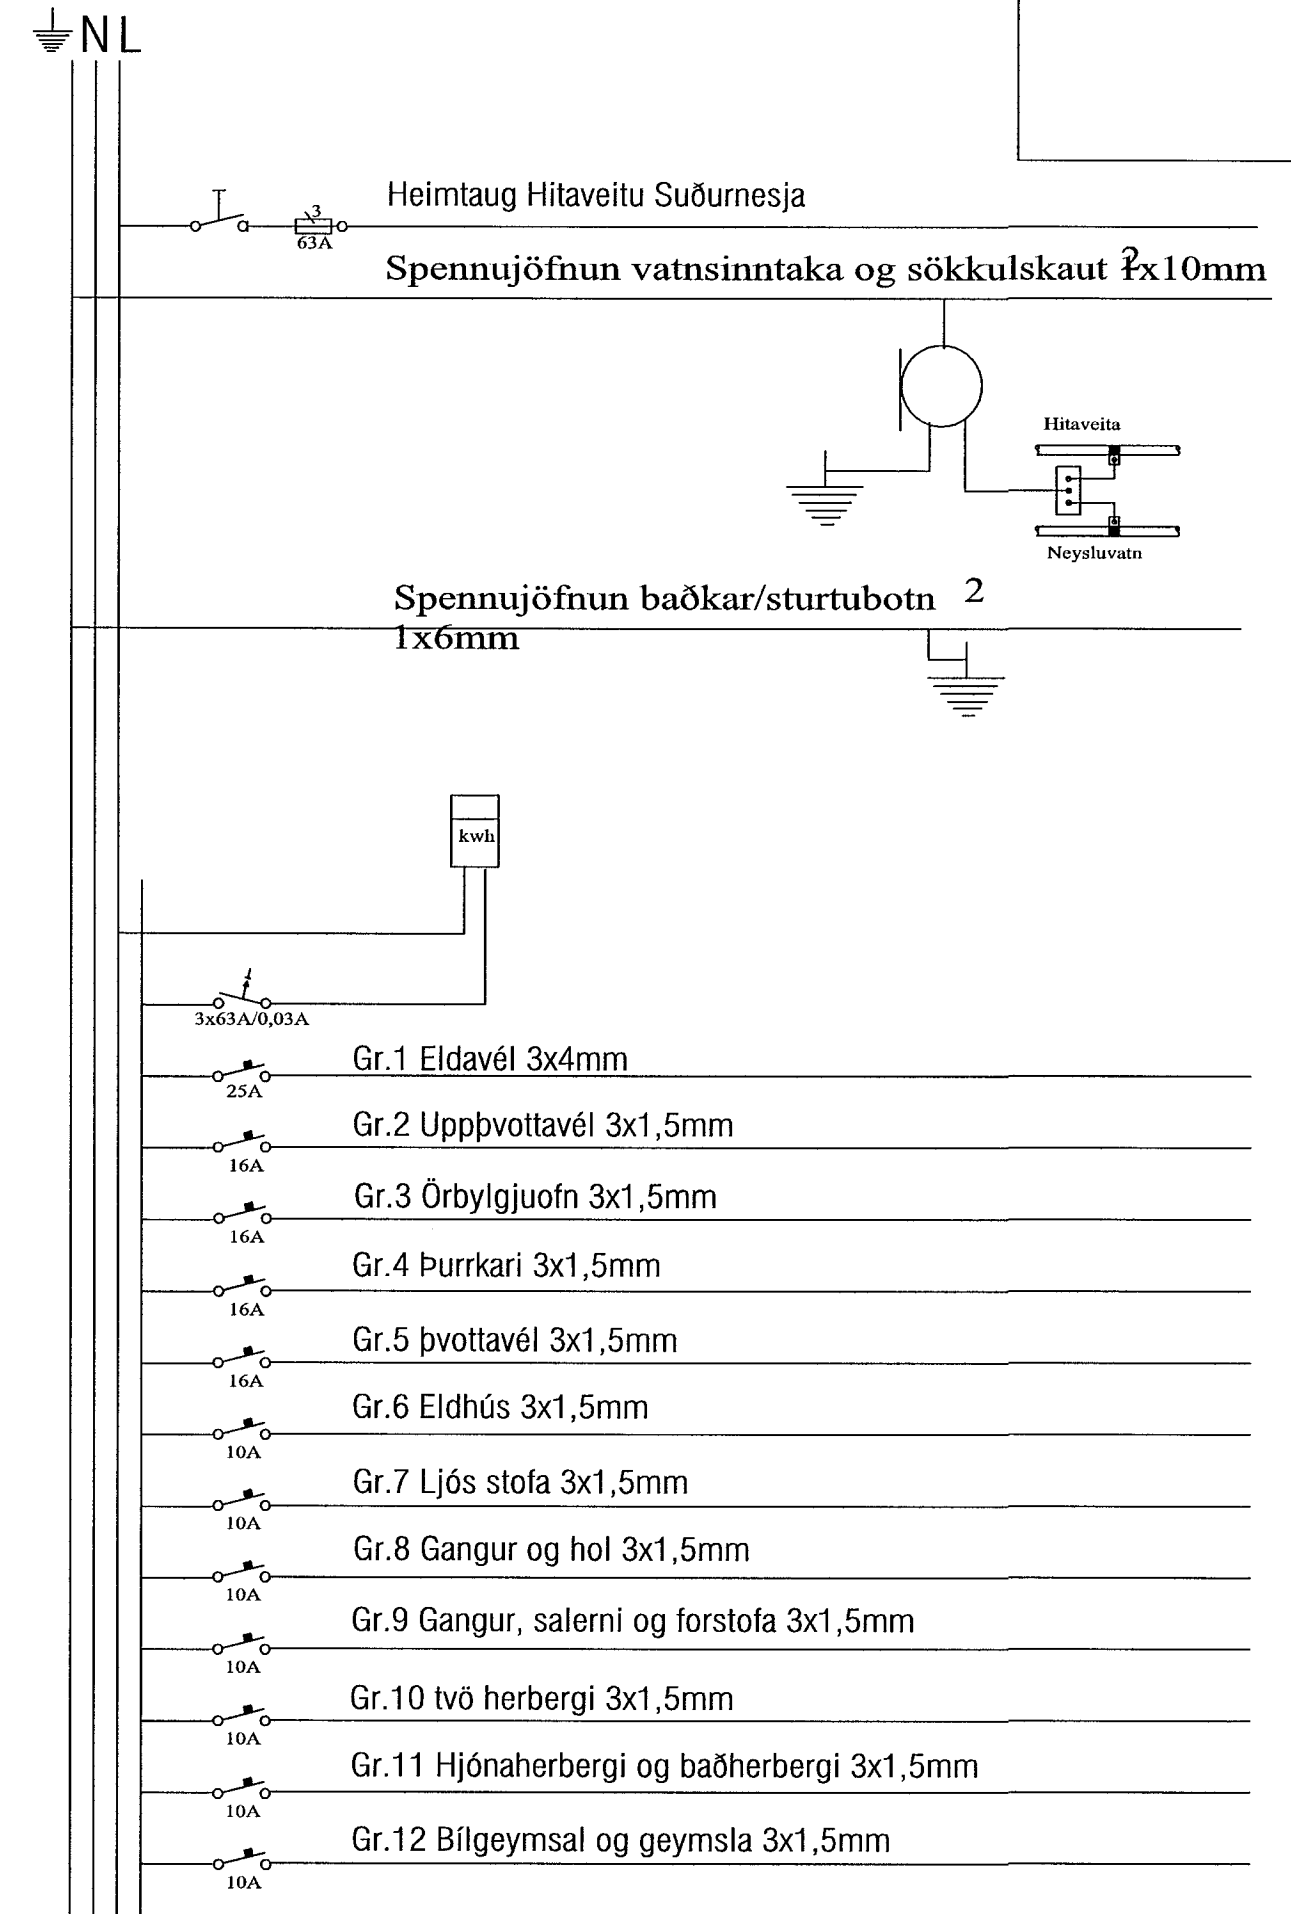 N L
Heimtaug Hitaveitu Suðurnesja
3
63A
Spennujöfnun vatnsinntaka og sökkulskaut 1x10mm
2
Hitaveita
Neysluvatn
Spennujöfnun baðkar/sturtubotn 2
1x6mm
kwh
3x63A/0,03A
Gr.1 Eldavél 3x4mm
25A
Gr.2 Uppþvottavél 3x1,5mm
16A
Gr.3 Örbylgjuofn 3x1,5mm
16A
Gr.4 Þurrkari 3x1,5mm
16A
Gr.5 þvottavél 3x1,5mm
16A
Gr.6 Eldhús 3x1,5mm
10A
Gr.7 Ljós stofa 3x1,5mm
10A
Gr.8 Gangur og hol 3x1,5mm
10A
Gr.9 Gangur, salerni og forstofa 3x1,5mm
10A
Gr.10 tvö herbergi 3x1,5mm
10A
Gr.11 Hjónaherbergi og baðherbergi 3x1,5mm
10A
Gr.12 Bílgeymsal og geymsla 3x1,5mm
10A